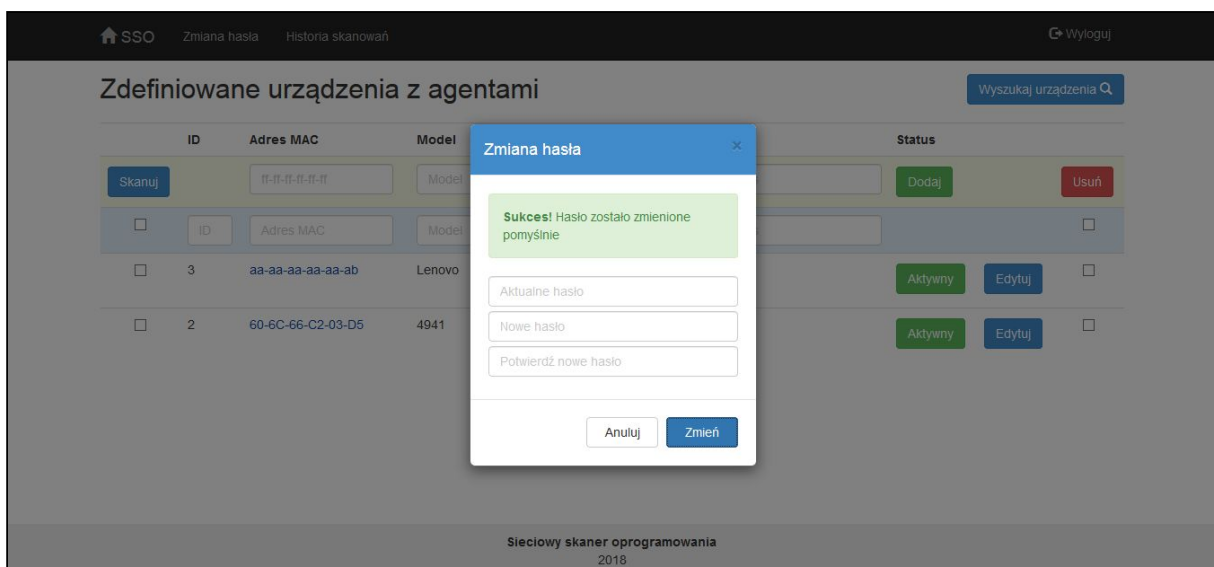 SSO Zmiana hasła Historia skanowań Wyloguj
Zdefiniowane urządzenia z agentami Wyszukaj urządzenia
ID Adres MAC Model Status
Skanuj ff-ff-ff-ff-ff-ff Model Dodaj Usuń
ID Adres MAC Model
3 aa-aa-aa-aa-aa-ab Lenovo Aktywny Edytuj
2 60-6C-66-C2-03-D5 4941 Aktywny Edytuj
Zmiana hasła ×
Sukces! Hasło zostało zmienione
pomyślnie
Aktualne hasło
Nowe hasło
Potwierdź nowe hasło
Anuluj Zmień
Sieciowy skaner oprogramowania
2018